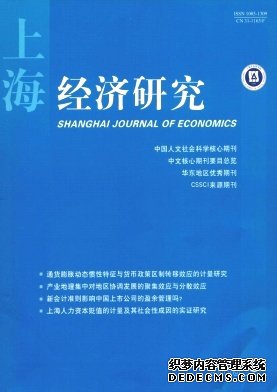 ISSN 1005-1309
CN 31-1163/F
上海
经济研究
SHANGHAI JOURNAL OF ECONOMICS
中国人文社会科学核心期刊
中文核心期刊要目总览
华东地区优秀期刊
CSSCI来源期刊
通货膨胀动态惯性特征与货币政策区制转移效应的计量研究
产业地理集中对地区协调发展的聚集效应与分散效应
新会计准则影响中国上市公司的盈余管理吗？
上海人力资本贬值的计量及其社会性成因的实证研究
织梦内容管理系统